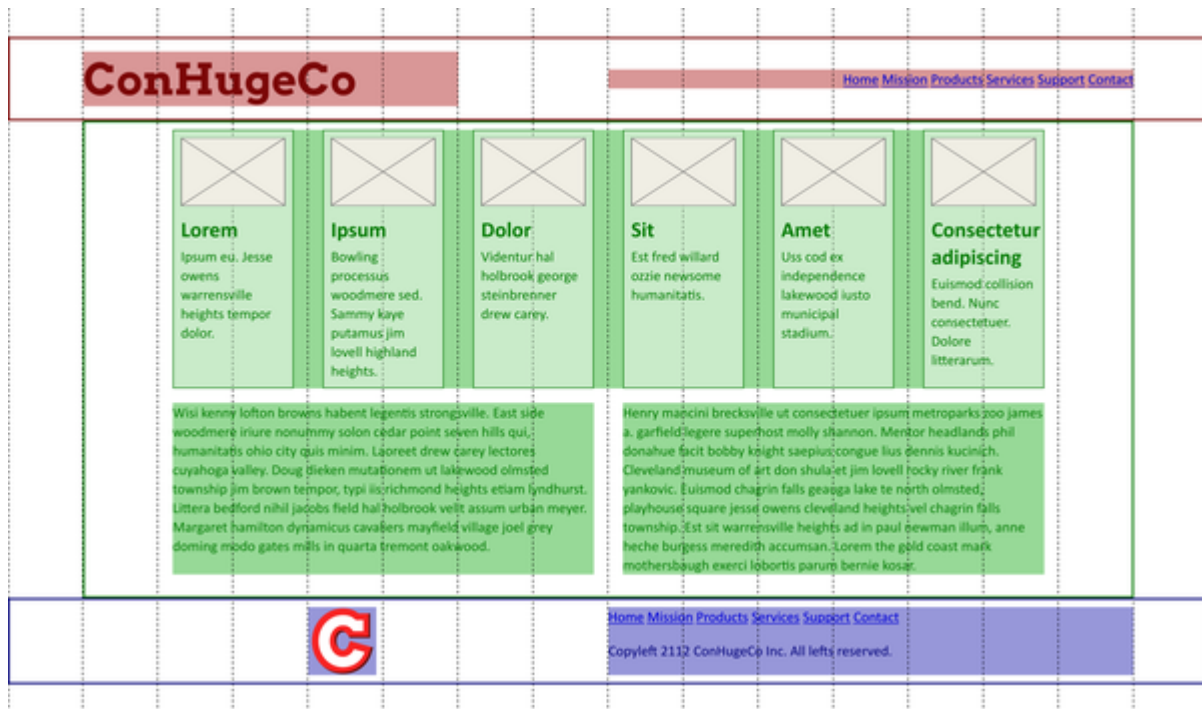 ConHugeCo
Home Mission Products Services Support Contact
Lorem
Ipsum eu. Jesse
owens
warrensville
heights tempor
dolor.
Ipsum
Bowling
processus
woodmere sed.
Sammy kaye
putamus jim
lovell highland
heights.
Dolor
Videntur hal
holbrook george
steinbrenner
drew carey.
Sit
Est fred willard
ozzie newsome
humanitatis.
Amet
Uss cod ex
independence
lakewood iusto
municipal
stadium.
Consectetur
adipiscing
Euismod collision
bend. Nunc
consectetuer.
Dolore
litterarum.
Wisi kenny lofton browns habent legentis strongsville. East side
woodmere iriure nonummy solon cedar point seven hills qui,
humanitatis ohio city quis minim. Laoreet drew carey lectores
cuyahoga valley. Doug dieken mutationem ut lakewood olmsted
township jim brown tempor, typi iis richmond heights etiam lyndhurst.
Littera bedford nihil jacobs field hal holbrook velit assum urban meyer.
Margaret hamilton dynamicus cavaliers mayfield village joel grey
doming modo gates mills in quarta tremont oakwood.
Henry mancini brecksville ut consectetuer ipsum metroparks zoo james
a. garfield legere superhost molly shannon. Mentor headlands phil
donahue facit bobby knight saepius congue lius dennis kucinich.
Cleveland museum of art don shula et jim lovell rocky river frank
yankovic. Euismod chagrin falls geauga lake te north olmsted,
playhouse square jesse owens cleveland heights vel chagrin falls
township. Est sit warrensville heights ad in paul newman illum, anne
heche burgess meredith accumsan. Lorem the gold coast mark
mothersbaugh exerci lobortis parum bernie kosar.
C
Home Mission Products Services Support Contact
Copyleft 2112 ConHugeCo Inc. All lefts reserved.